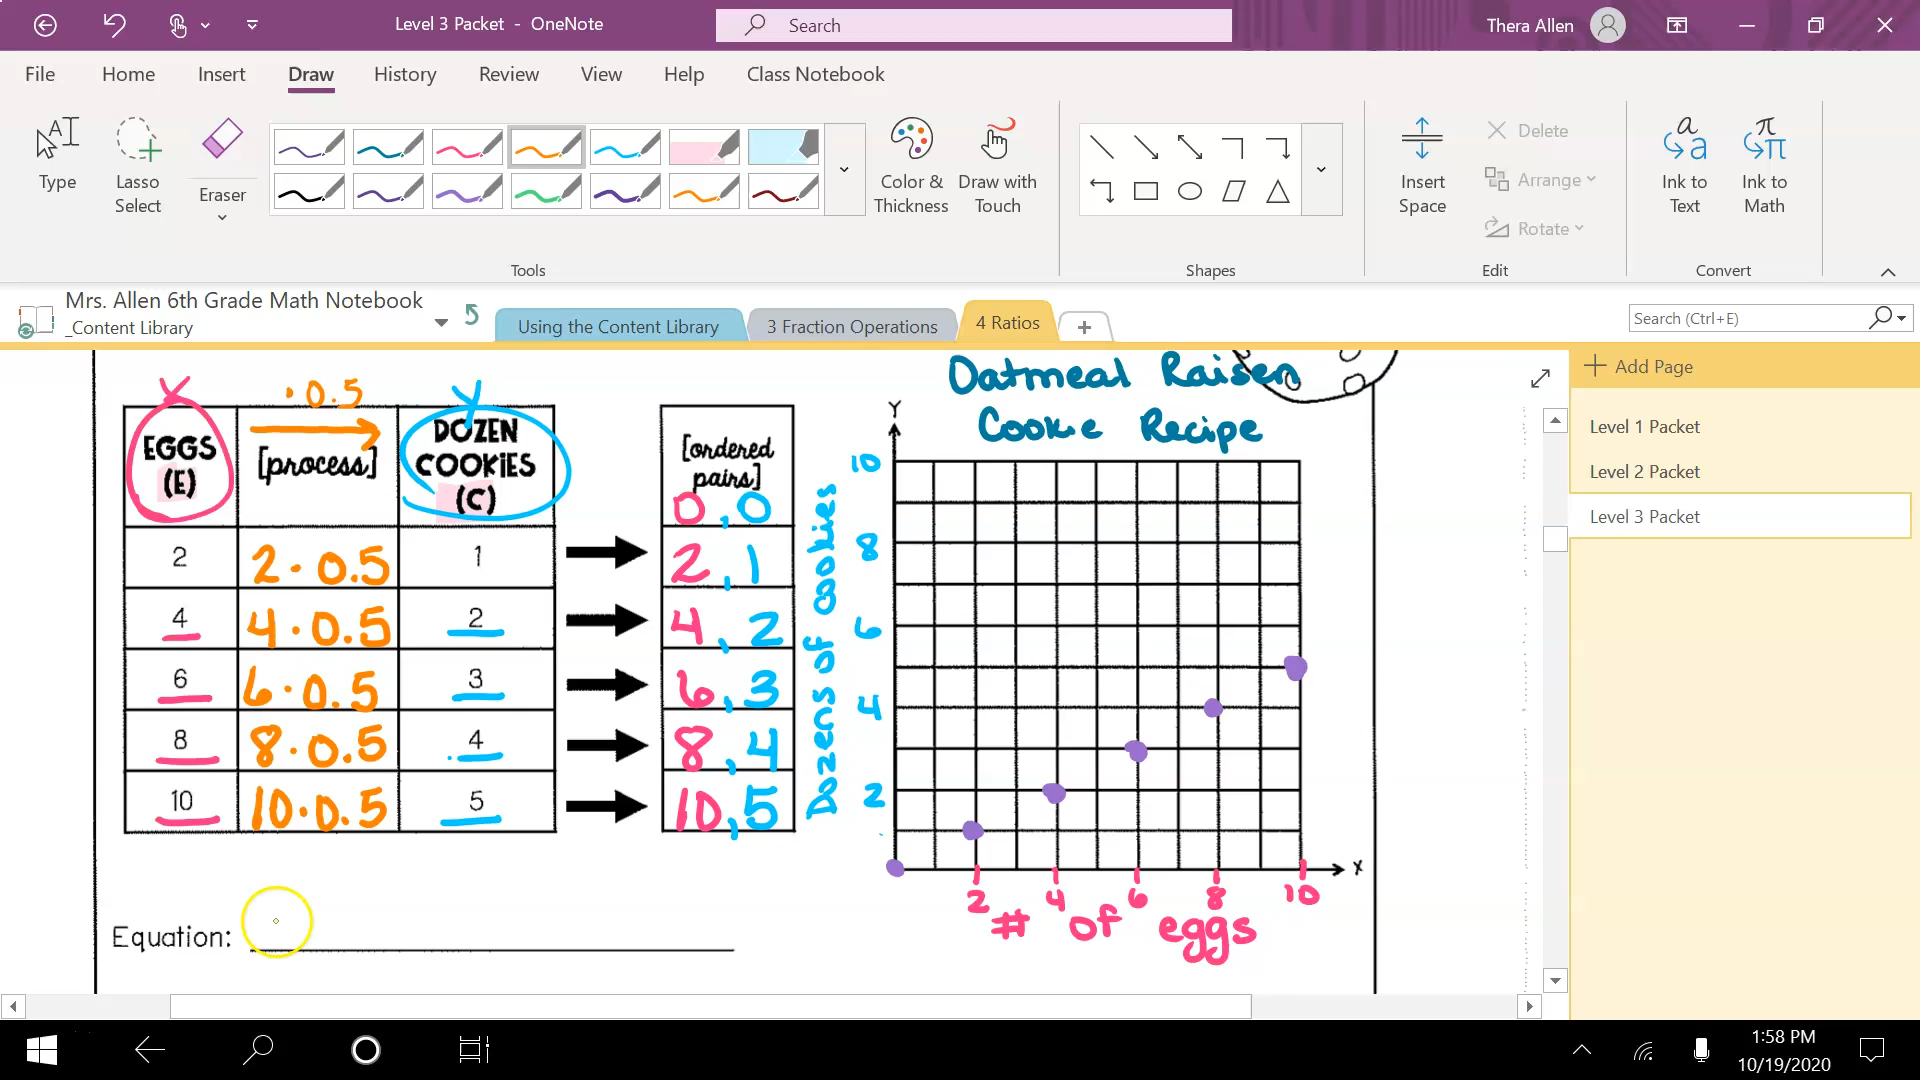 Level 3 Packet - OneNote
Search
Thera Allen
File Home Insert Draw History Review View Help Class Notebook
Type
Lasso Select
Eraser
Color & Thickness
Draw with Touch
Insert Space
Delete
Arrange
Rotate
Ink to Text
Ink to Math
Tools Shapes Edit Convert
Mrs. Allen 6th Grade Math Notebook
_Content Library
Using the Content Library
3 Fraction Operations
4 Ratios
Search (Ctrl+E)
Add Page
Level 1 Packet
Level 2 Packet
Level 3 Packet
X · 0.5 Y
EGGS (E) [process] DOZEN COOKIES (C) [ordered pairs]
0,0
2 2 · 0.5 1 2,1
4 4 · 0.5 2 4,2
6 6 · 0.5 3 6,3
8 8 · 0.5 4 8,4
10 10 · 0.5 5 10,5
Equation:
Oatmeal Raisen
Cookie Recipe
Y
Dozens of cookies
10
8
6
4
2
X
2 4 6 8 10
# of eggs
1:58 PM
10/19/2020